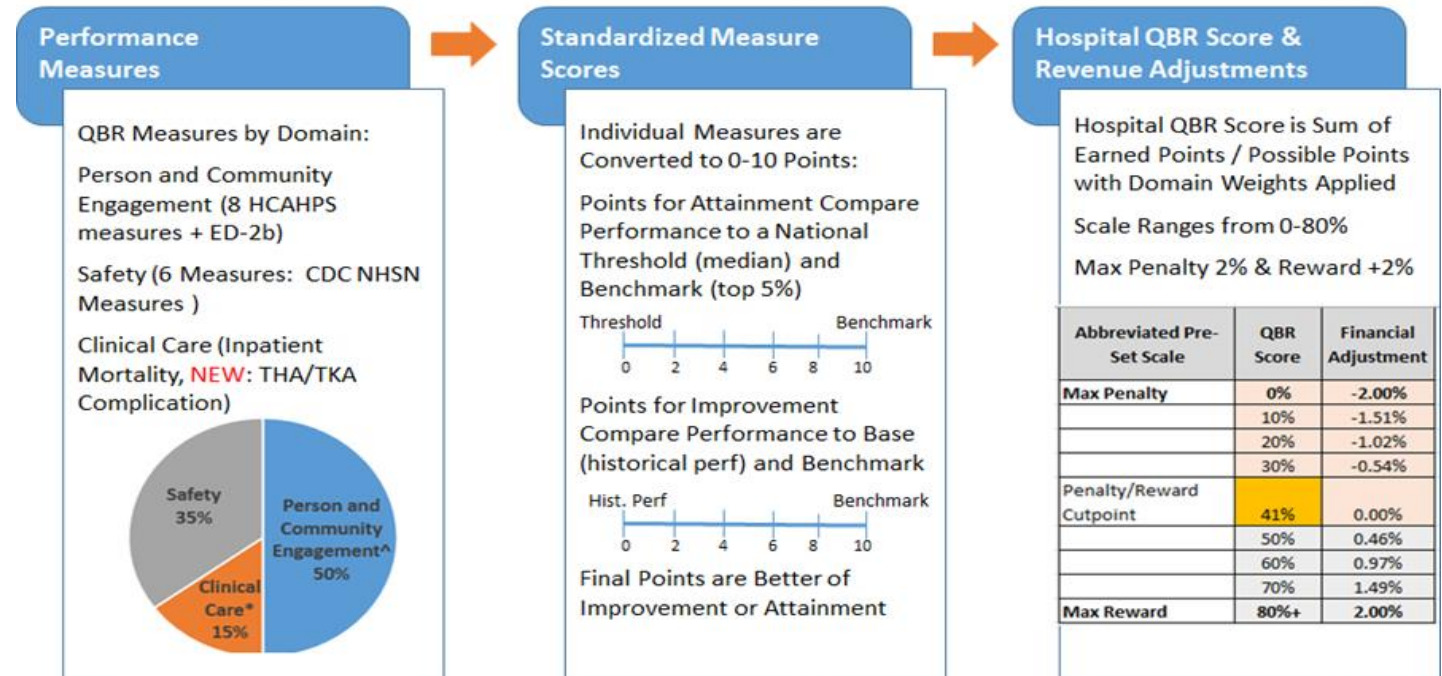 Performance
Measures
QBR Measures by Domain:
Person and Community
Engagement (8 HCAHPS
measures + ED-2b)
Safety (6 Measures:  CDC NHSN
Measures )
Clinical Care (Inpatient
Mortality, NEW: THA/TKA
Complication)
Safety
35%
Person and
Community
Engagement^
50%
Clinical
Care*
15%
Standardized Measure
Scores
Individual Measures are
Converted to 0-10 Points:
Points for Attainment Compare
Performance to a National
Threshold (median) and
Benchmark (top 5%)
Threshold Benchmark
0 2 4 6 8 10
Points for Improvement
Compare Performance to Base
(historical perf) and Benchmark
Hist. Perf Benchmark
0 2 4 6 8 10
Final Points are Better of
Improvement or Attainment
Hospital QBR Score &
Revenue Adjustments
Hospital QBR Score is Sum of
Earned Points / Possible Points
with Domain Weights Applied
Scale Ranges from 0-80%
Max Penalty 2% & Reward +2%
Abbreviated Pre-
Set Scale
QBR
Score
Financial
Adjustment
Max Penalty 0% -2.00%
10% -1.51%
20% -1.02%
30% -0.54%
Penalty/Reward
Cutpoint 41% 0.00%
50% 0.46%
60% 0.97%
70% 1.49%
Max Reward 80%+ 2.00%